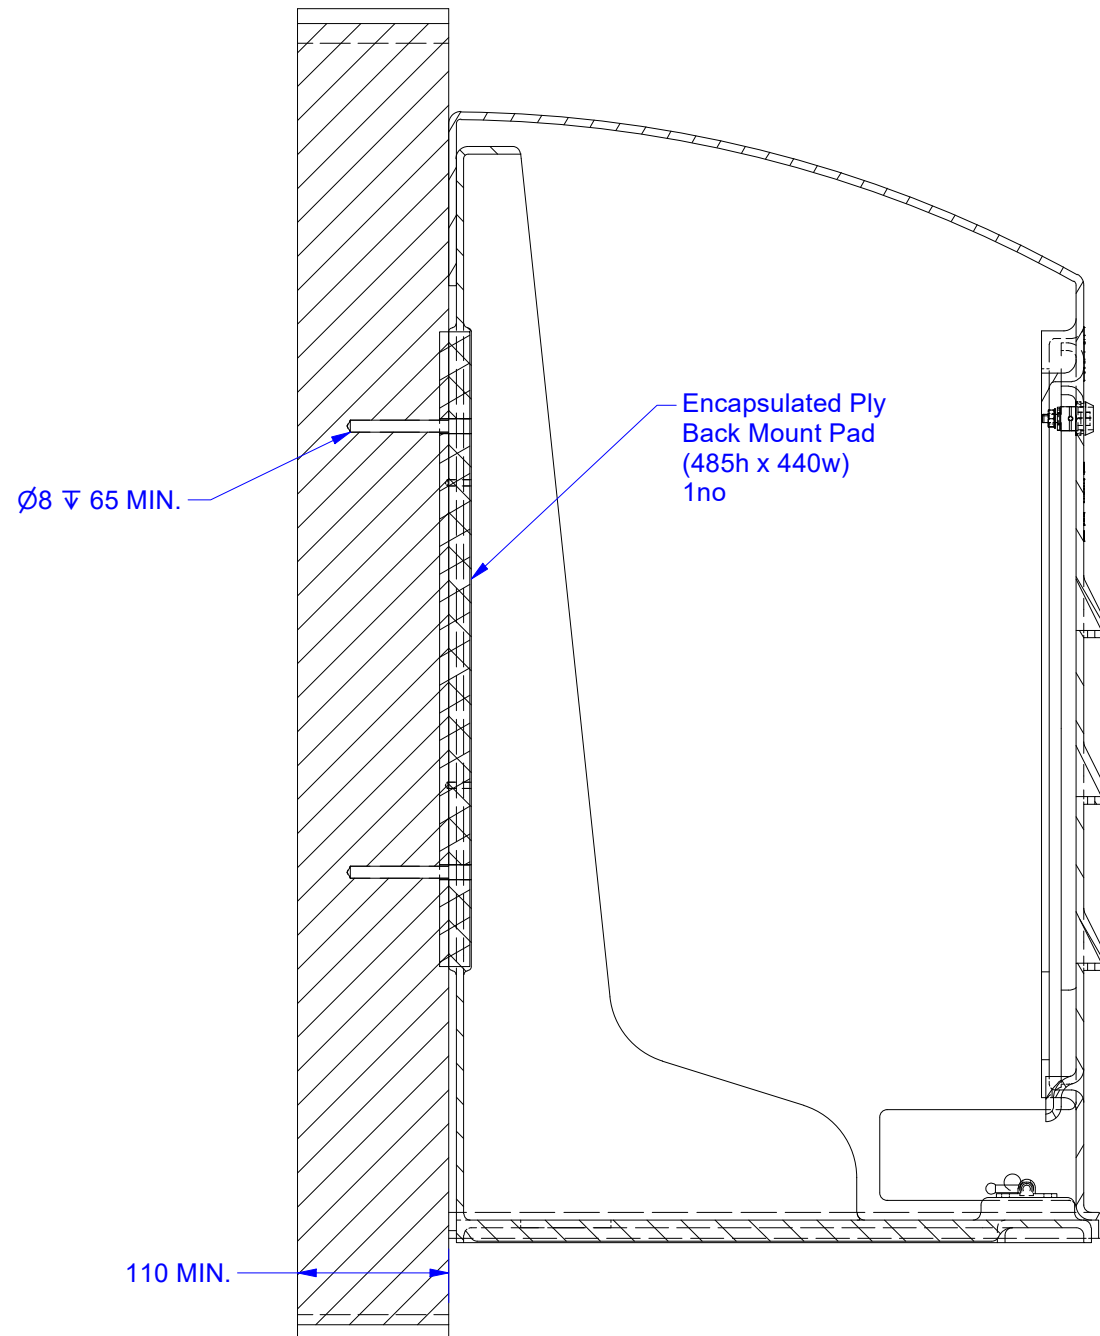 Encapsulated Ply
Back Mount Pad
(485h x 440w)
1no
Ø8 ↧ 65 MIN.
110 MIN.